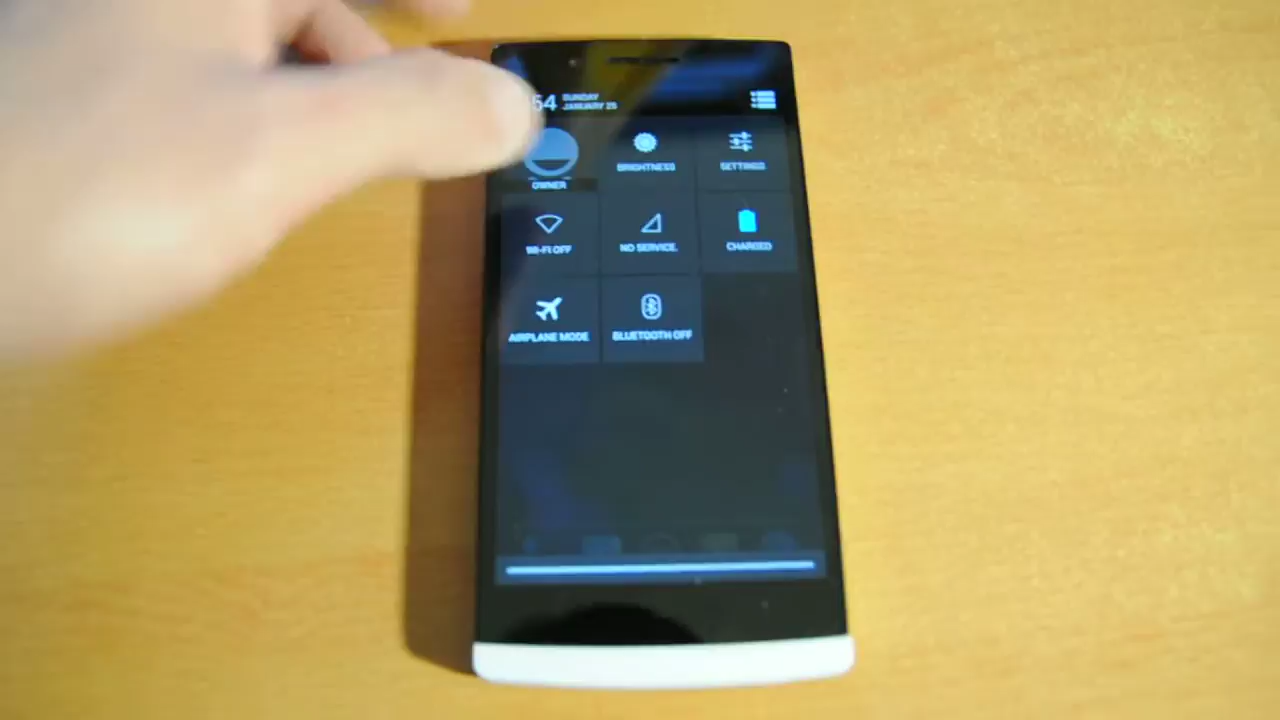 54 SUNDAY
JANUARY 25
OWNER
BRIGHTNESS
SETTINGS
WI-FI OFF
NO SERVICE.
CHARGED
AIRPLANE MODE
BLUETOOTH OFF